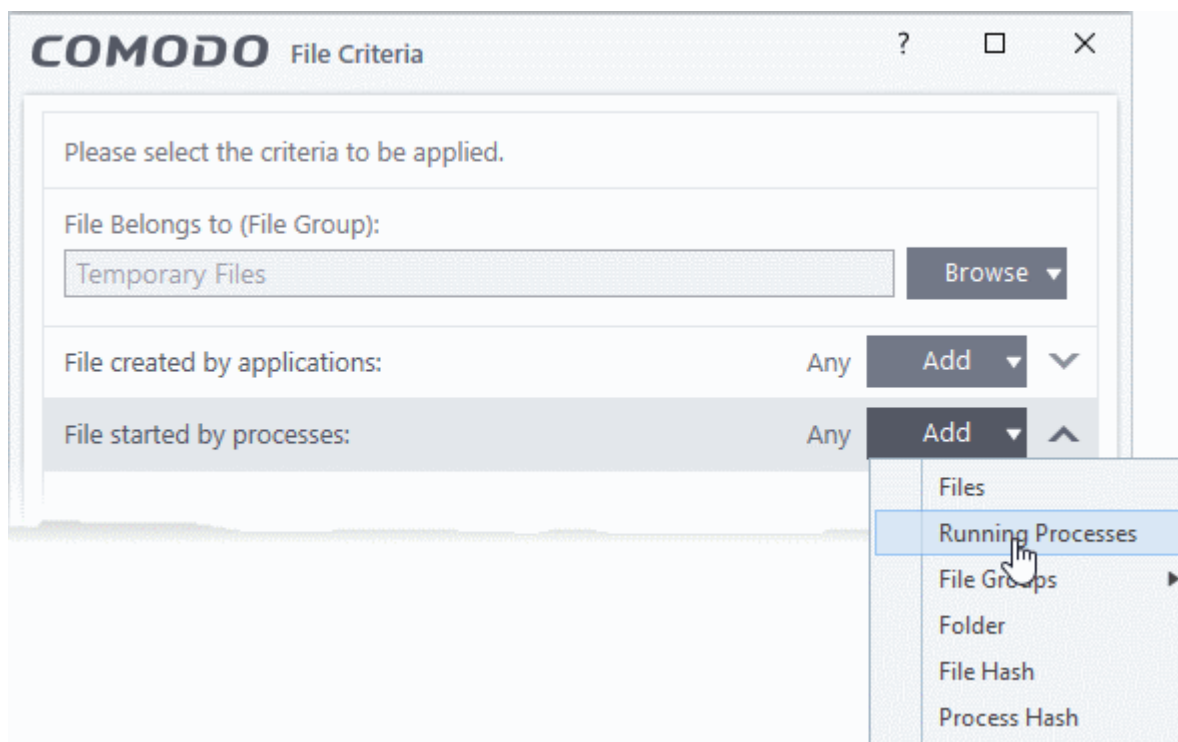 COMODO File Criteria ?
Please select the criteria to be applied.
File Belongs to (File Group):
Temporary Files Browse
File created by applications: Any Add
File started by processes: Any Add
Files
Running Processes
File Groups
Folder
File Hash
Process Hash